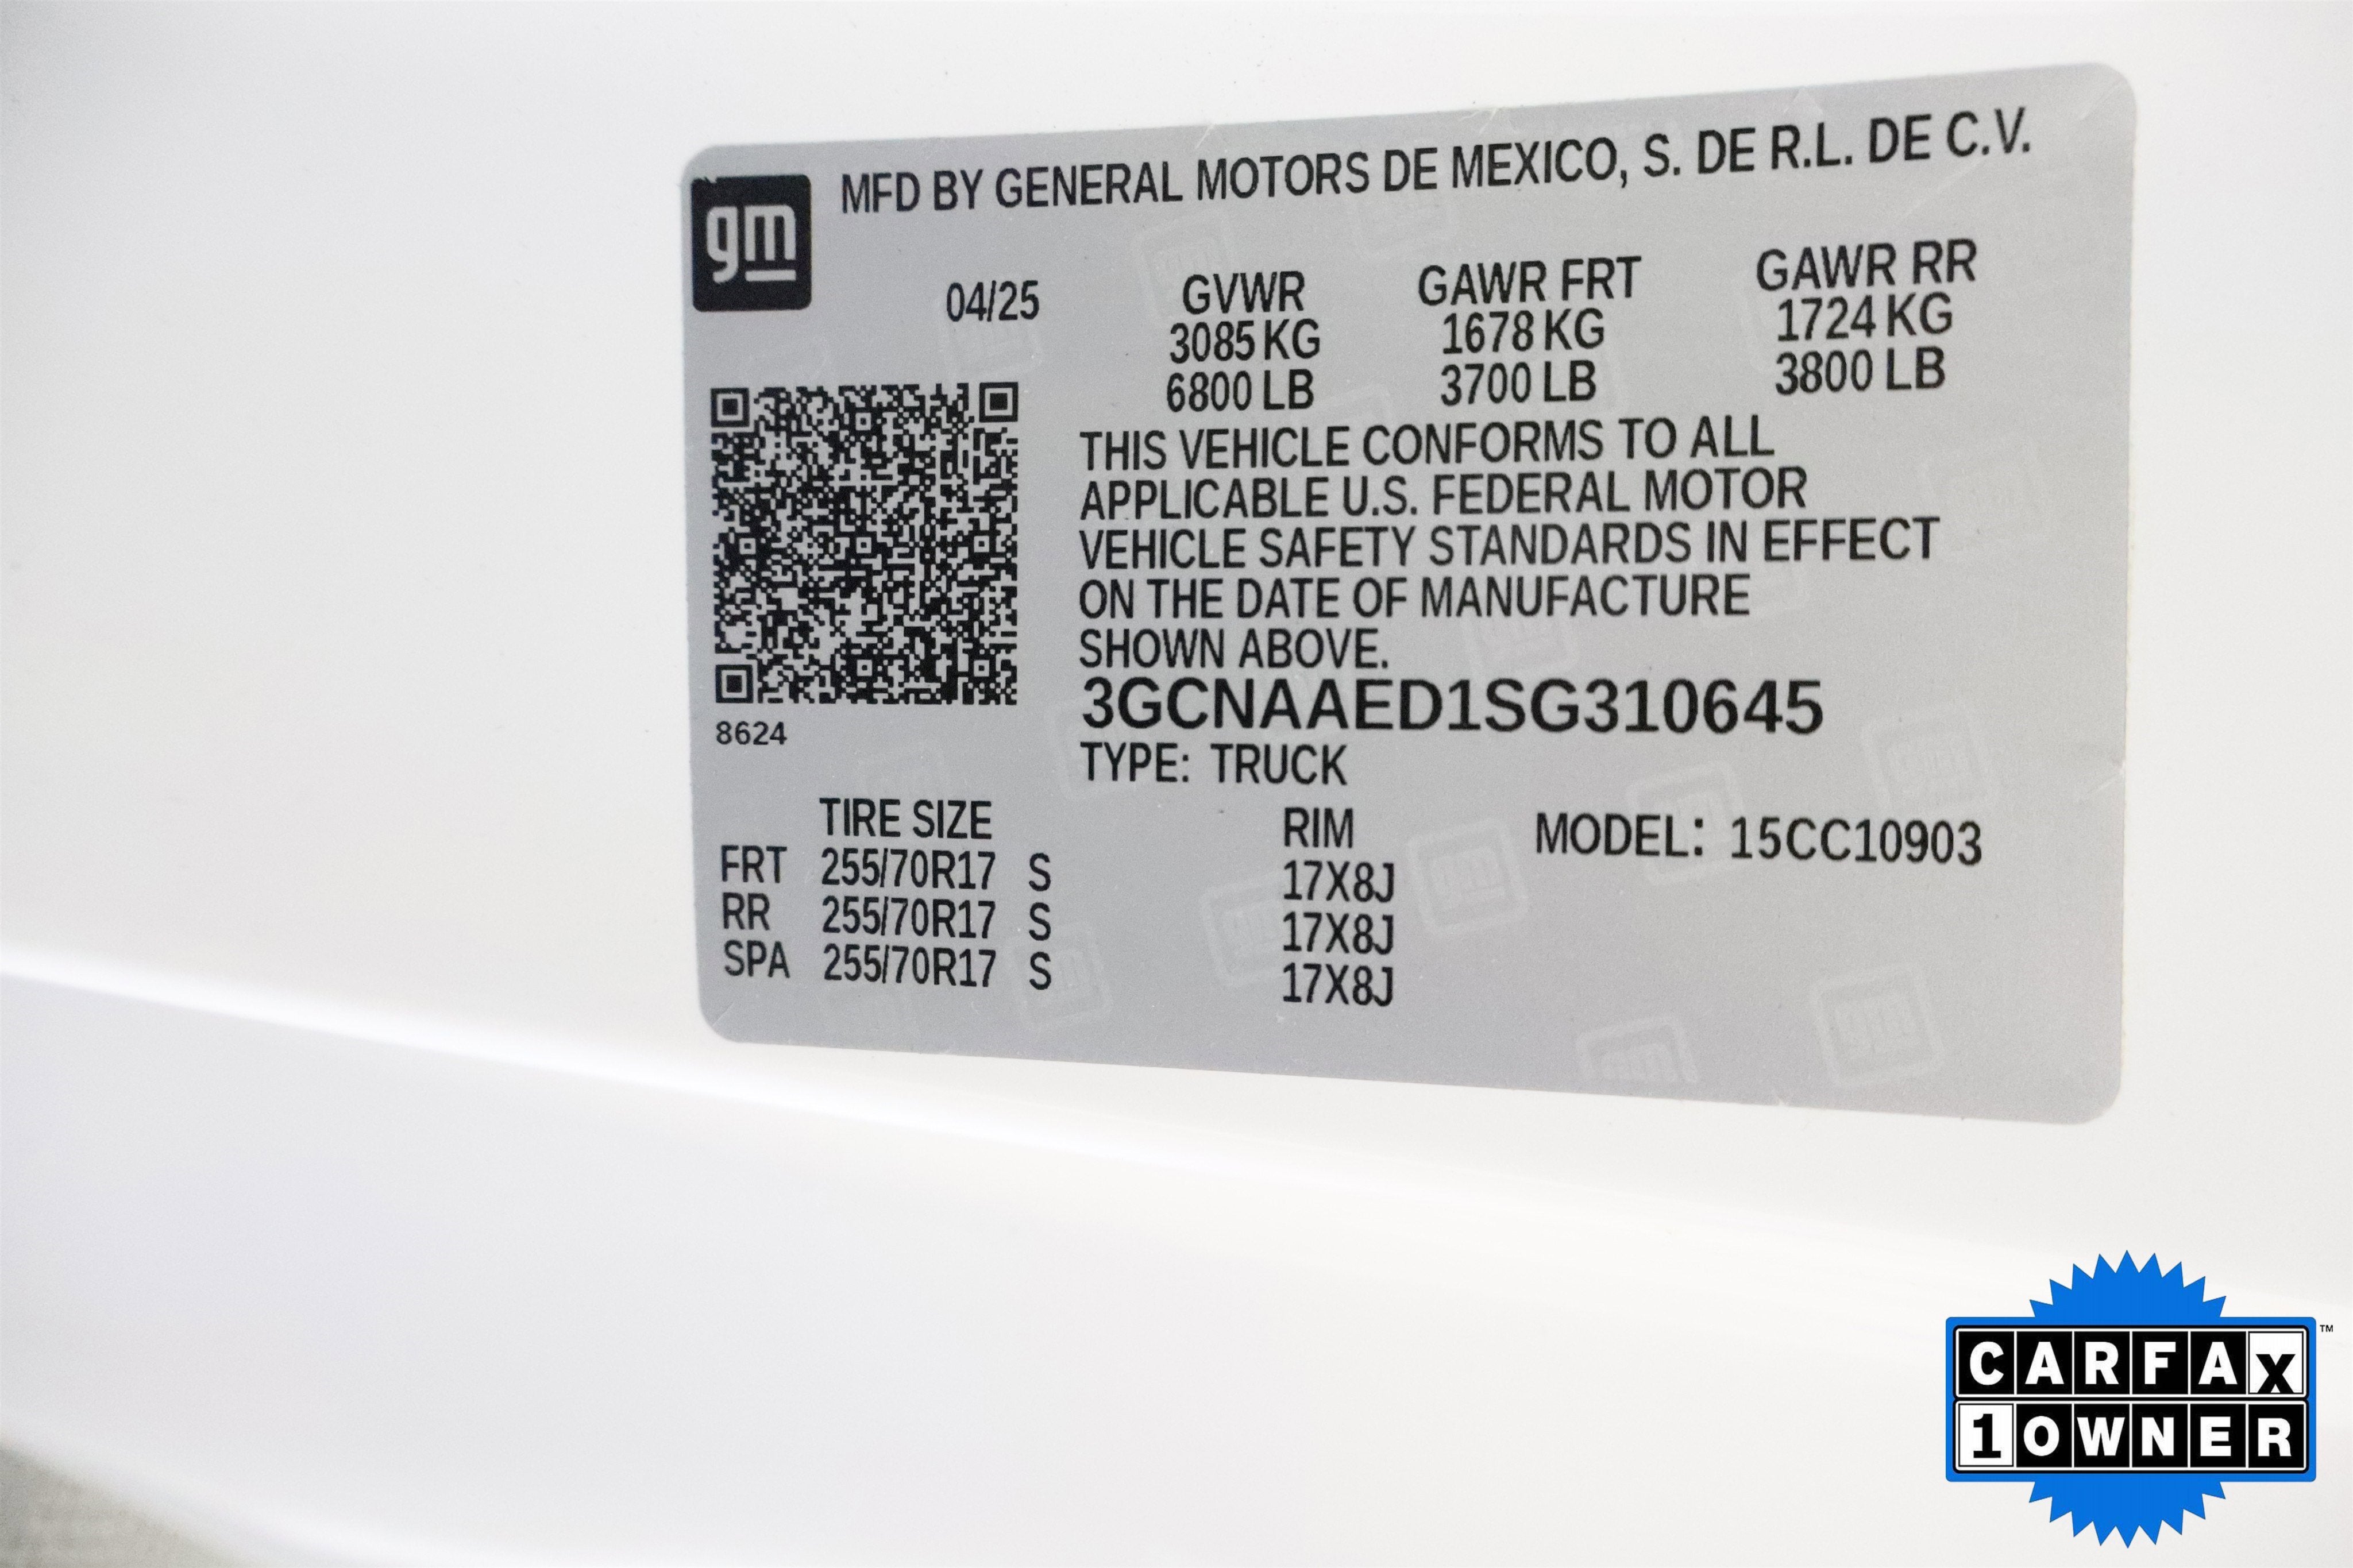 gm
MFD BY GENERAL MOTORS DE MEXICO, S. DE R.L. DE C.V.
04/25 GVWR GAWR FRT GAWR RR
3085 KG 1678 KG 1724 KG
6800 LB 3700 LB 3800 LB
THIS VEHICLE CONFORMS TO ALL
APPLICABLE U.S. FEDERAL MOTOR
VEHICLE SAFETY STANDARDS IN EFFECT
ON THE DATE OF MANUFACTURE
SHOWN ABOVE.
3GCNAAED1SG310645
8624
TYPE: TRUCK
TIRE SIZE RIM MODEL: 15CC10903
FRT 255/70R17 S 17X8J
RR 255/70R17 S 17X8J
SPA 255/70R17 S 17X8J
CARFAX™
1 OWNER